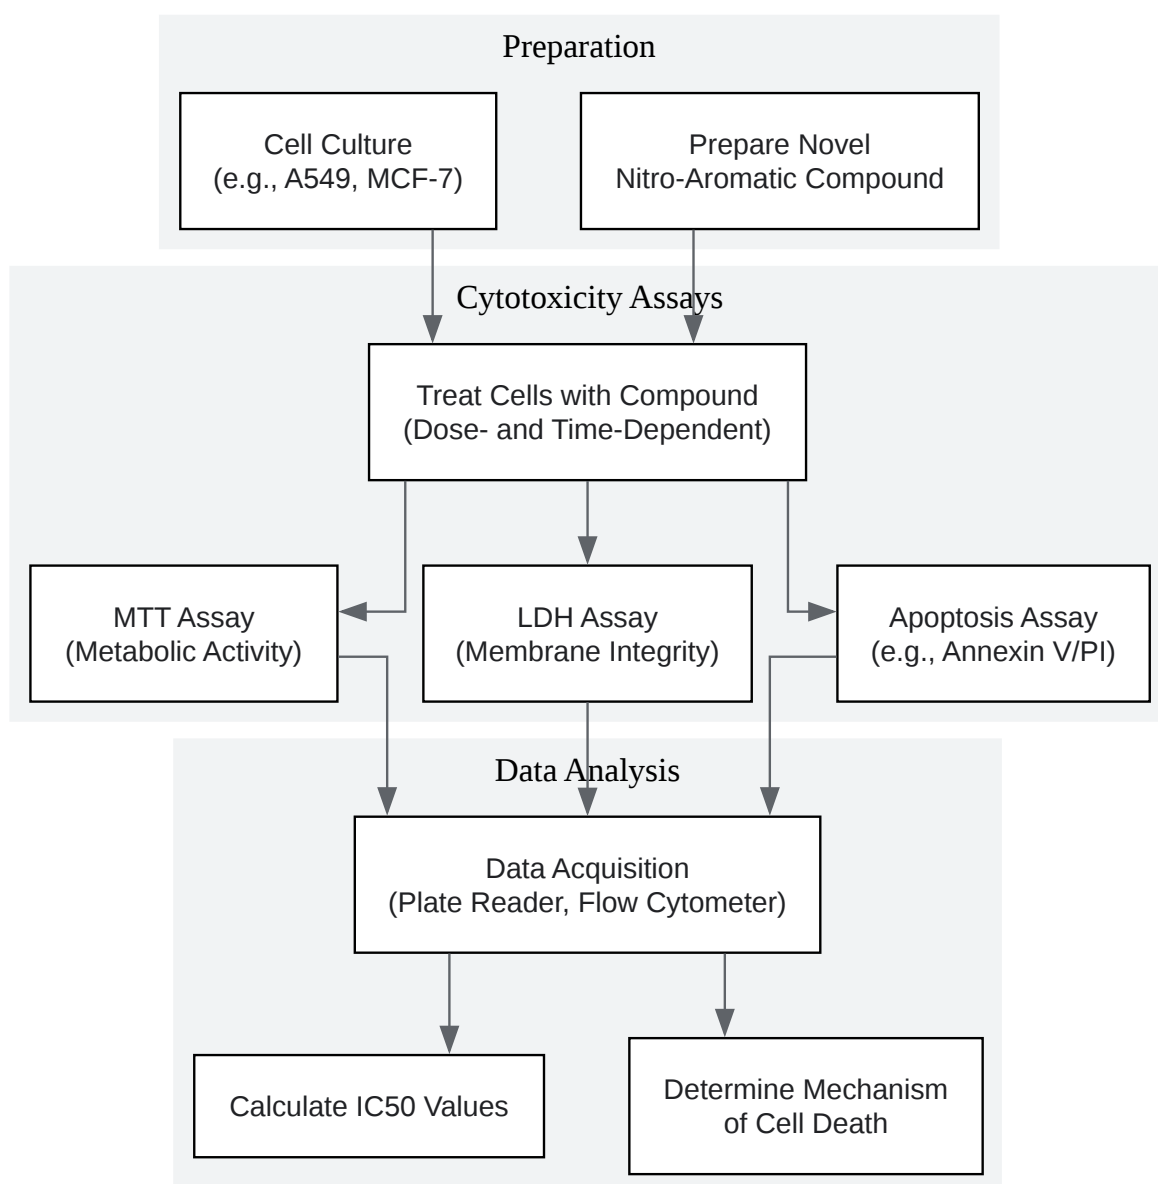 Preparation
Cell Culture
(e.g., A549, MCF-7)
Prepare Novel
Nitro-Aromatic Compound
Cytotoxicity Assays
Treat Cells with Compound
(Dose- and Time-Dependent)
MTT Assay
(Metabolic Activity)
LDH Assay
(Membrane Integrity)
Apoptosis Assay
(e.g., Annexin V/PI)
Data Analysis
Data Acquisition
(Plate Reader, Flow Cytometer)
Calculate IC50 Values
Determine Mechanism
of Cell Death